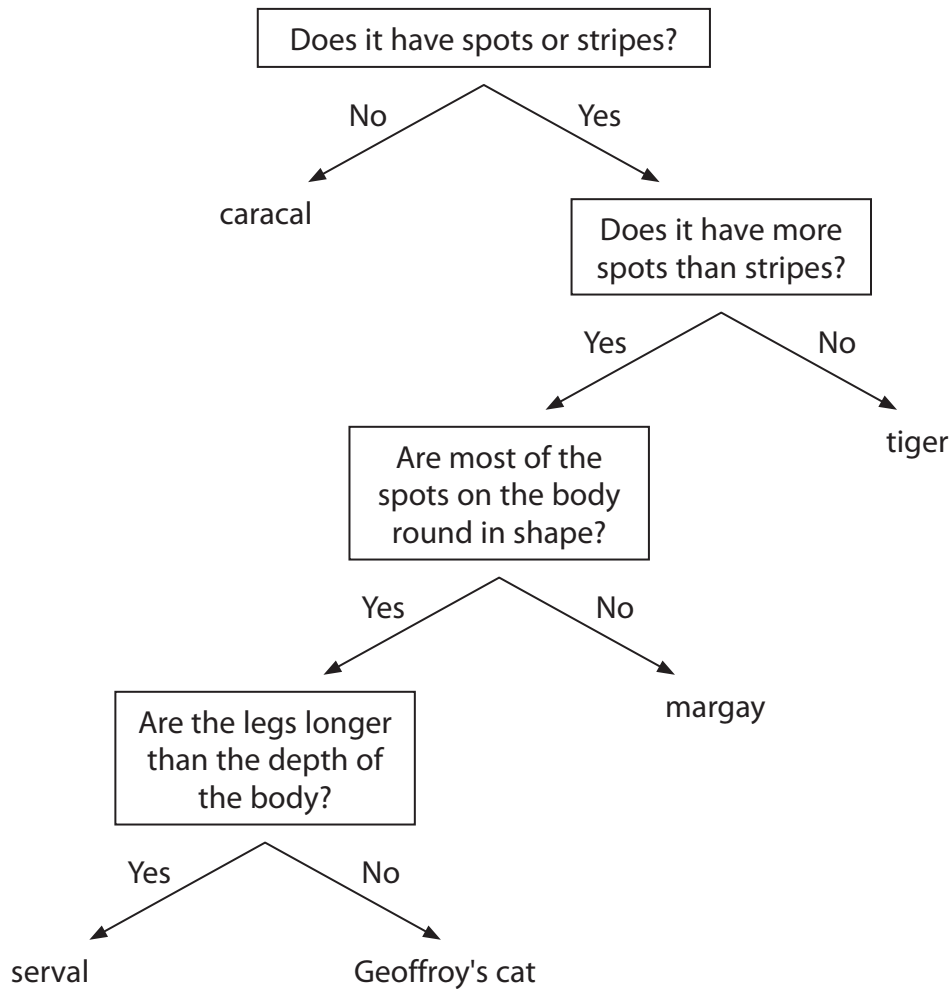 Does it have spots or stripes?
No
Yes
caracal
Does it have more
spots than stripes?
Yes
No
tiger
Are most of the
spots on the body
round in shape?
Yes
No
margay
Are the legs longer
than the depth of
the body?
Yes
No
serval
Geoffroy's cat